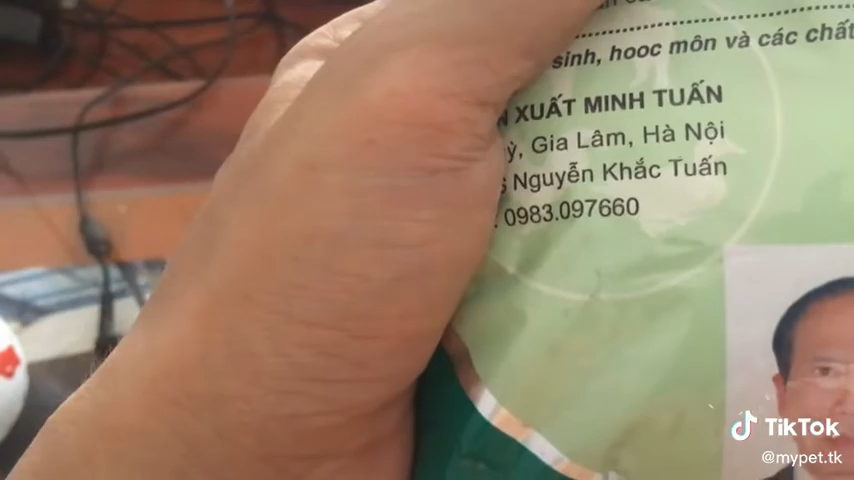 sinh, hooc môn và các chất
XUẤT MINH TUẤN
Gia Lâm, Hà Nội
Nguyễn Khắc Tuấn
0983.097660
TikTok
@mypet.tk